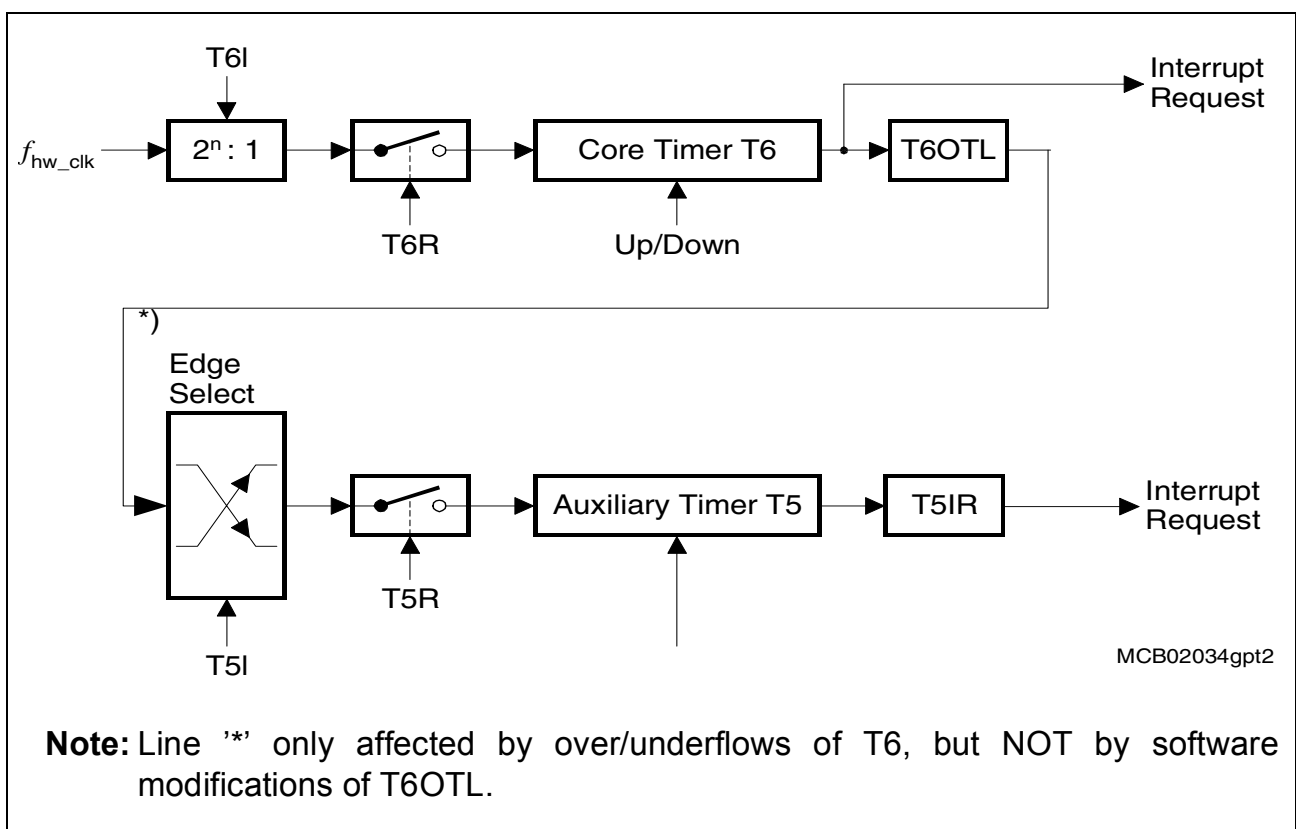 T6I
Interrupt
Request
f hw_clk
2ⁿ : 1
Core Timer T6
T6OTL
T6R
Up/Down
*)
Edge
Select
Auxiliary Timer T5
T5IR
Interrupt
Request
T5R
T5I
MCB02034gpt2
Note: Line '*' only affected by over/underflows of T6, but NOT by software
modifications of T6OTL.